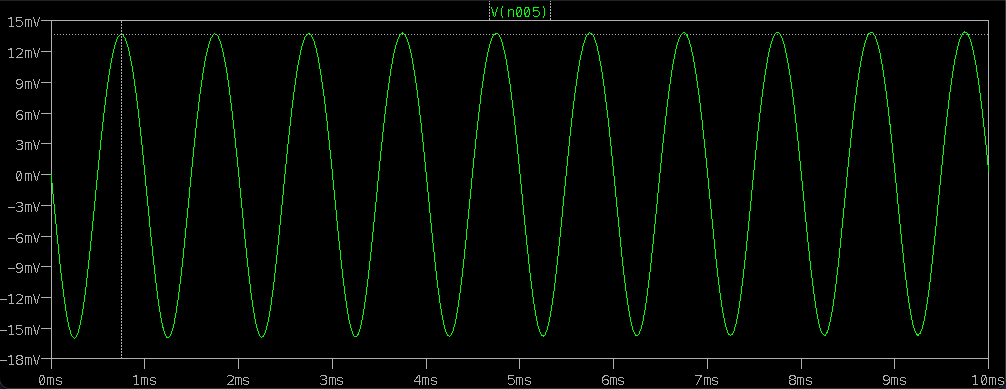 V(n005)
15mV
12mV
9mV
6mV
3mV
0mV
-3mV
-6mV
-9mV
-12mV
-15mV
-18mV
0ms 1ms 2ms 3ms 4ms 5ms 6ms 7ms 8ms 9ms 10ms